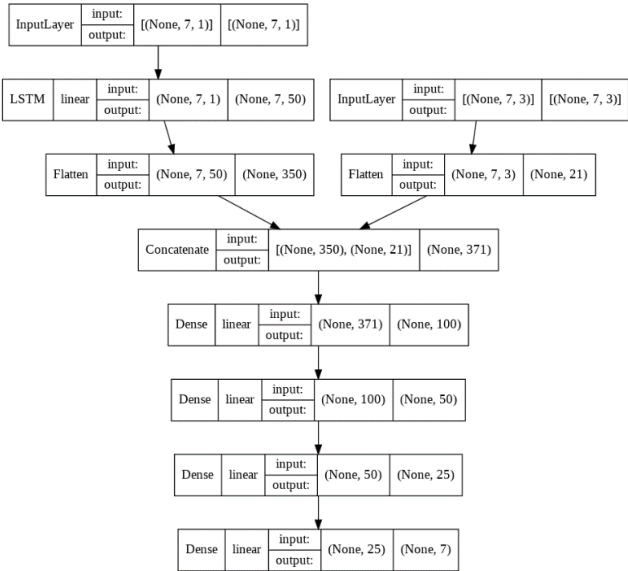 InputLayer input: output: [(None, 7, 1)] [(None, 7, 1)]
LSTM linear input: output: (None, 7, 1) (None, 7, 50)
InputLayer input: output: [(None, 7, 3)] [(None, 7, 3)]
Flatten input: output: (None, 7, 50) (None, 350)
Flatten input: output: (None, 7, 3) (None, 21)
Concatenate input: output: [(None, 350), (None, 21)] (None, 371)
Dense linear input: output: (None, 371) (None, 100)
Dense linear input: output: (None, 100) (None, 50)
Dense linear input: output: (None, 50) (None, 25)
Dense linear input: output: (None, 25) (None, 7)